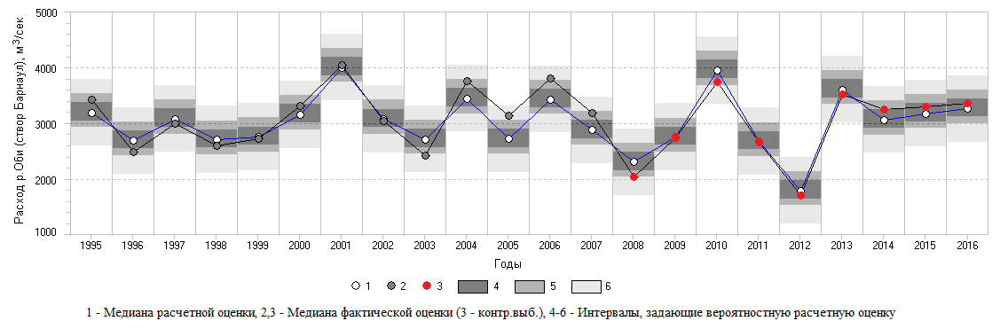 Расход р.Оби (створ Барнаул), м³/сек
5000
4000
3000
2000
1000
1995 1996 1997 1998 1999 2000 2001 2002 2003 2004 2005 2006 2007 2008 2009 2010 2011 2012 2013 2014 2015 2016
Годы
1 2 3 4 5 6
1 - Медиана расчетной оценки, 2,3 - Медиана фактической оценки (3 - контр.выб.), 4-6 - Интервалы, задающие вероятностную расчетную оценку